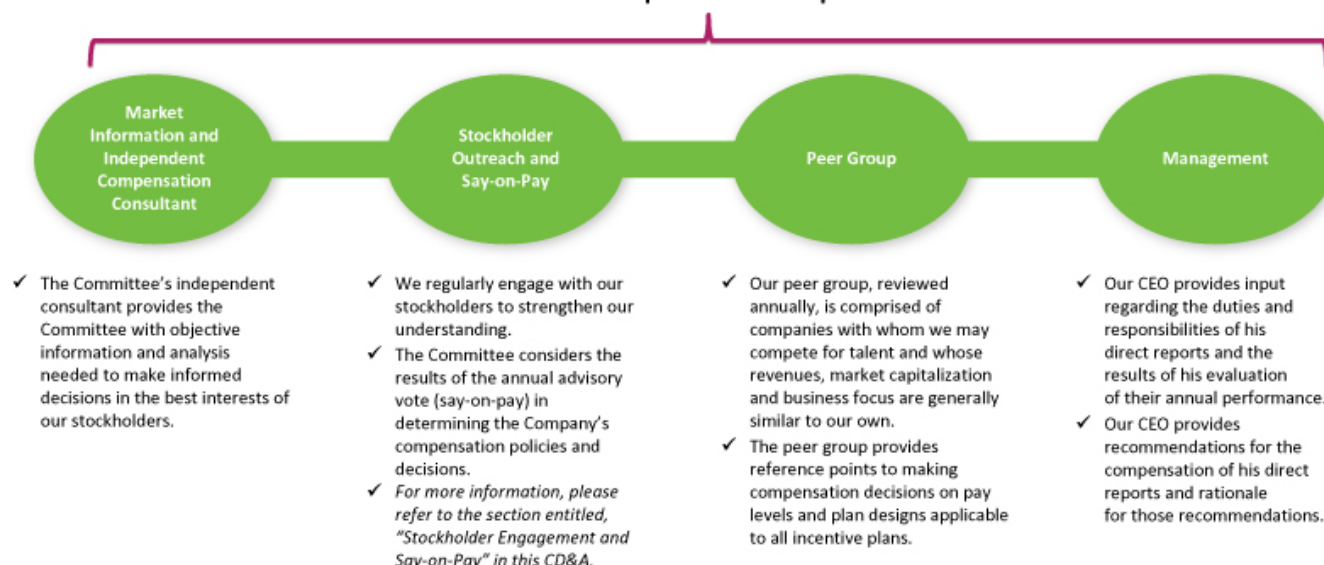 Market
Information and
Independent
Compensation
Consultant
Stockholder
Outreach and
Say-on-Pay
Peer Group
Management
✓ The Committee’s independent
consultant provides the
Committee with objective
information and analysis
needed to make informed
decisions in the best interests of
our stockholders.
✓ We regularly engage with our
stockholders to strengthen our
understanding.
✓ The Committee considers the
results of the annual advisory
vote (say-on-pay) in
determining the Company’s
compensation policies and
decisions.
✓ For more information, please
refer to the section entitled,
“Stockholder Engagement and
Say-on-Pay” in this CD&A.
✓ Our peer group, reviewed
annually, is comprised of
companies with whom we may
compete for talent and whose
revenues, market capitalization
and business focus are generally
similar to our own.
✓ The peer group provides
reference points to making
compensation decisions on pay
levels and plan designs applicable
to all incentive plans.
✓ Our CEO provides input
regarding the duties and
responsibilities of his
direct reports and the
results of his evaluation
of their annual performance.
✓ Our CEO provides
recommendations for the
compensation of his direct
reports and rationale
for those recommendations.